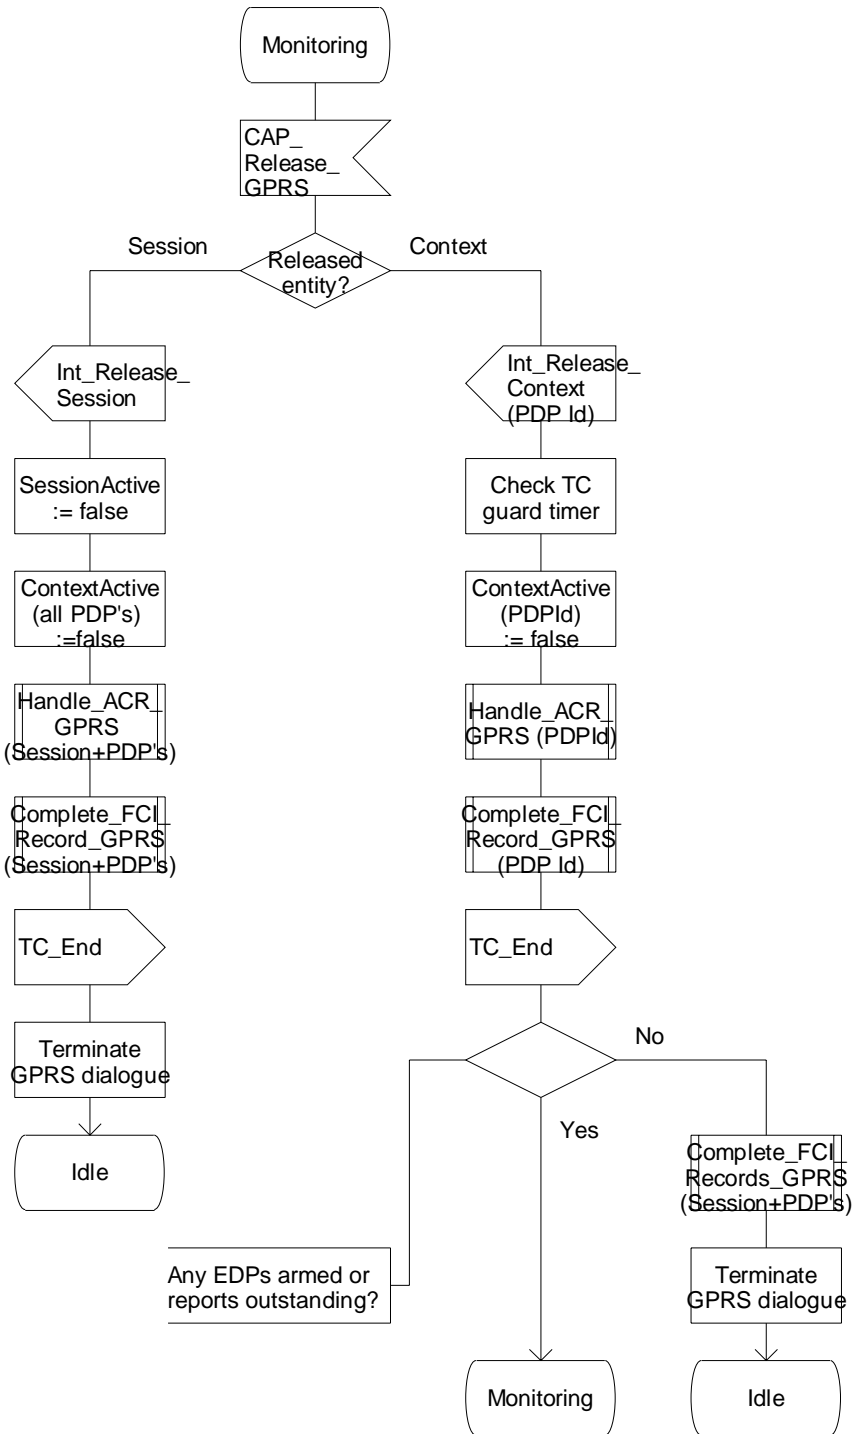 Monitoring
CAP_
Release_
GPRS
Session
Released
entity?
Context
Int_Release_
Session
SessionActive
:= false
ContextActive
(all PDP's)
:=false
Handle_ACR_
GPRS
(Session+PDP's)
Complete_FCI_
Record_GPRS
(Session+PDP's)
TC_End
Terminate
GPRS dialogue
Idle
Int_Release_
Context
(PDP Id)
Check TC
guard timer
ContextActive
(PDPId)
:= false
Handle_ACR_
GPRS (PDPId)
Complete_FCI_
Record_GPRS
(PDP Id)
TC_End
No
Yes
Any EDPs armed or
reports outstanding?
Monitoring
Complete_FCI_
Records_GPRS
(Session+PDP's)
Terminate
GPRS dialogue
Idle